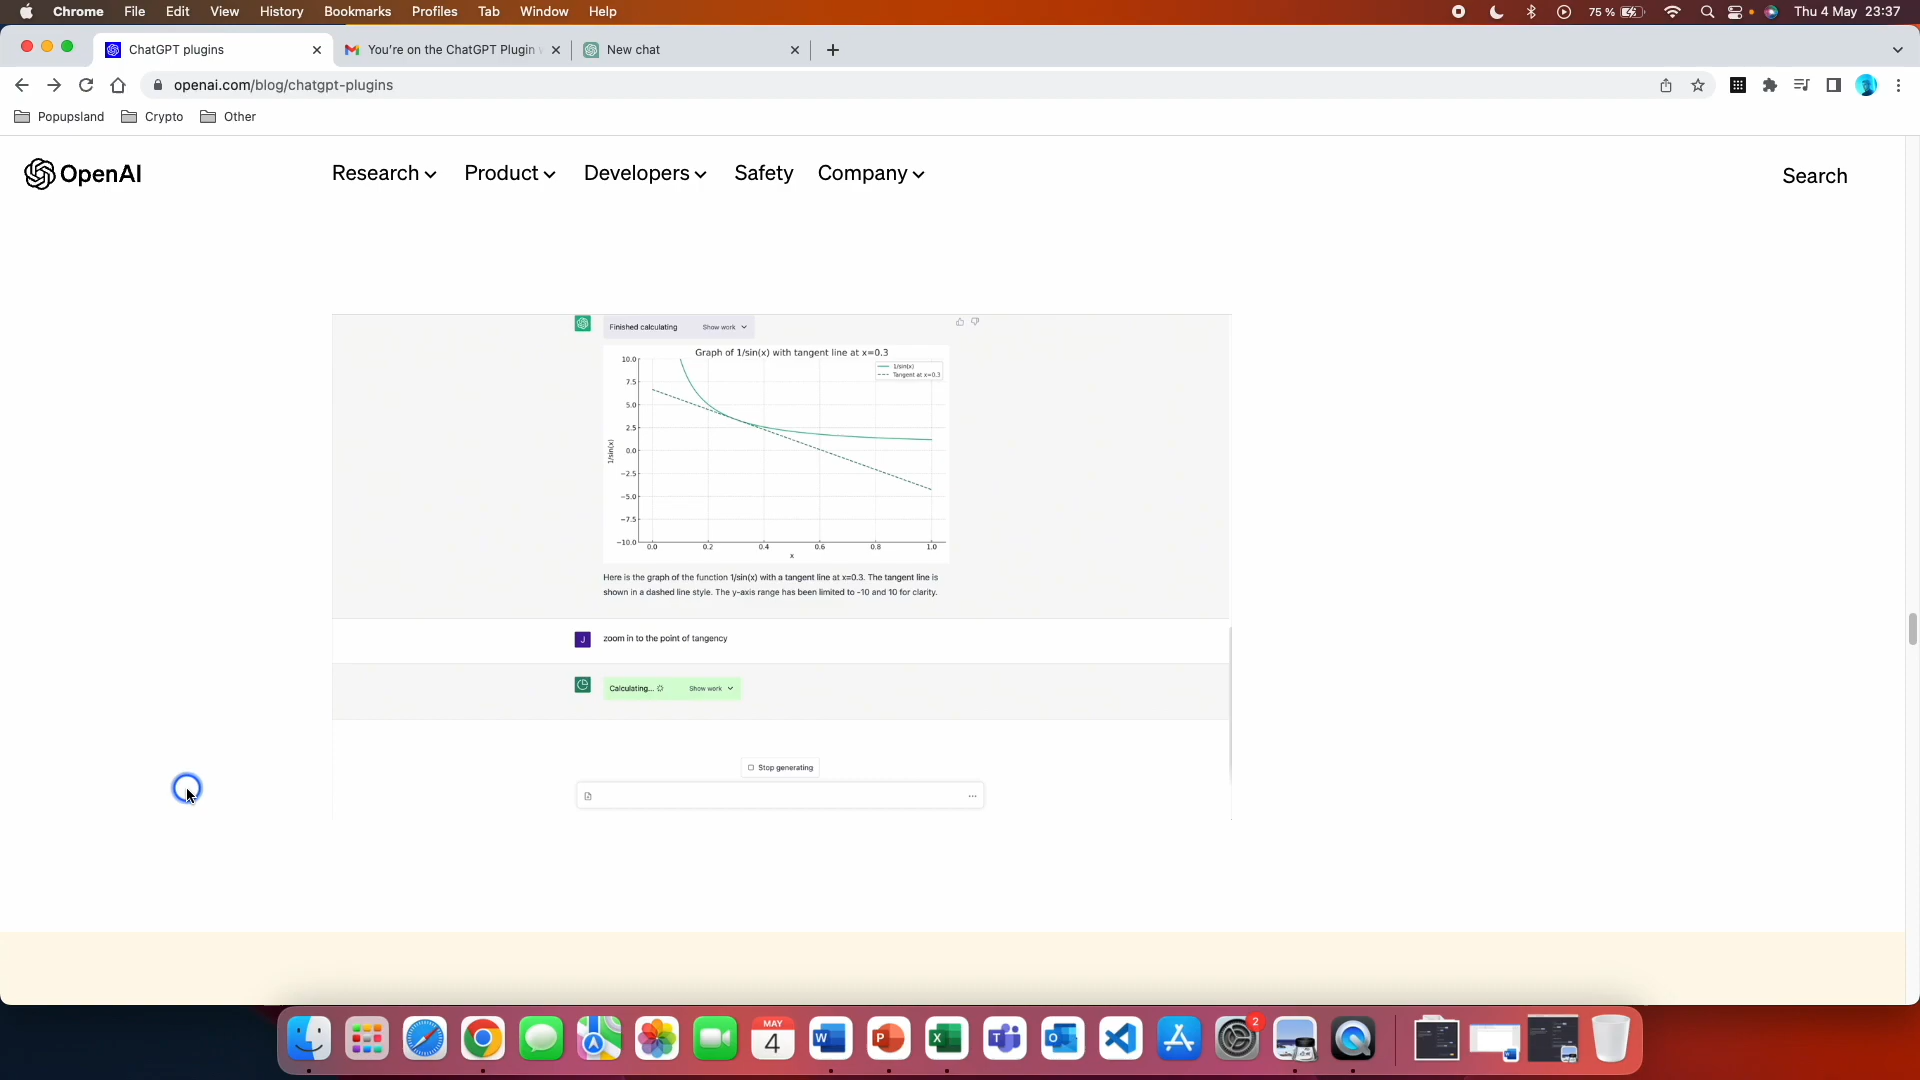 Chrome File Edit View History Bookmarks Profiles Tab Window Help 75 % Thu 4 May 23:37
ChatGPT plugins You're on the ChatGPT Plugin New chat
openai.com/blog/chatgpt-plugins
Popupsland Crypto Other
OpenAI Research Product Developers Safety Company Search
Finished calculating Show work
Graph of 1/sin(x) with tangent line at x=0.3
1/sin(x)
Tangent at x=0.3
10.0
7.5
5.0
2.5
0.0
−2.5
−5.0
−7.5
−10.0
1/sin(x)
0.0 0.2 0.4 0.6 0.8 1.0
x
Here is the graph of the function 1/sin(x) with a tangent line at x=0.3. The tangent line is
shown in a dashed line style. The y-axis range has been limited to -10 and 10 for clarity.
J zoom in to the point of tangency
Calculating... Show work
Stop generating
MAY
4
W
P
X
T
O
2